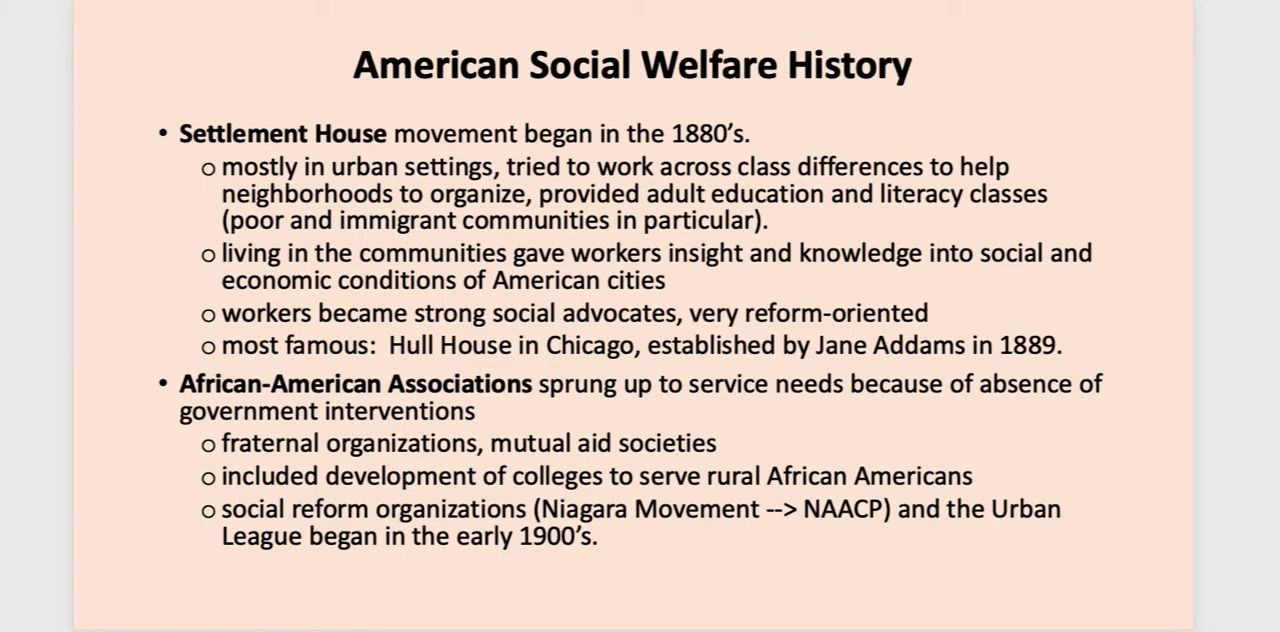 American Social Welfare History
• Settlement House movement began in the 1880’s.
o mostly in urban settings, tried to work across class differences to help
neighborhoods to organize, provided adult education and literacy classes
(poor and immigrant communities in particular).
o living in the communities gave workers insight and knowledge into social and
economic conditions of American cities
o workers became strong social advocates, very reform-oriented
o most famous:  Hull House in Chicago, established by Jane Addams in 1889.
• African-American Associations sprung up to service needs because of absence of
government interventions
o fraternal organizations, mutual aid societies
o included development of colleges to serve rural African Americans
o social reform organizations (Niagara Movement --> NAACP) and the Urban
League began in the early 1900’s.